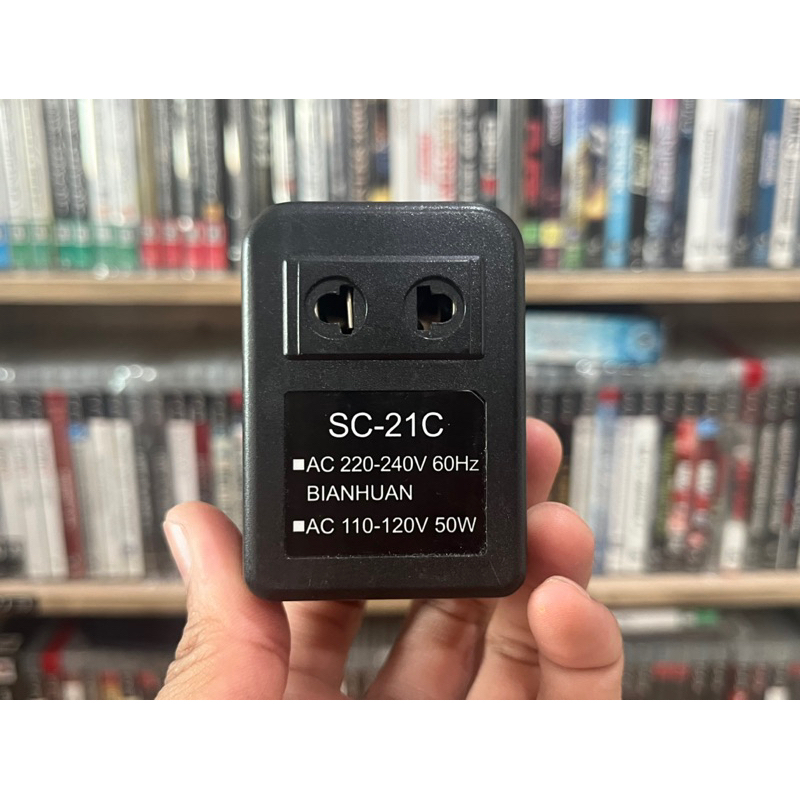 SC-21C
■AC 220-240V 60Hz
BIANHUAN
■AC 110-120V 50W